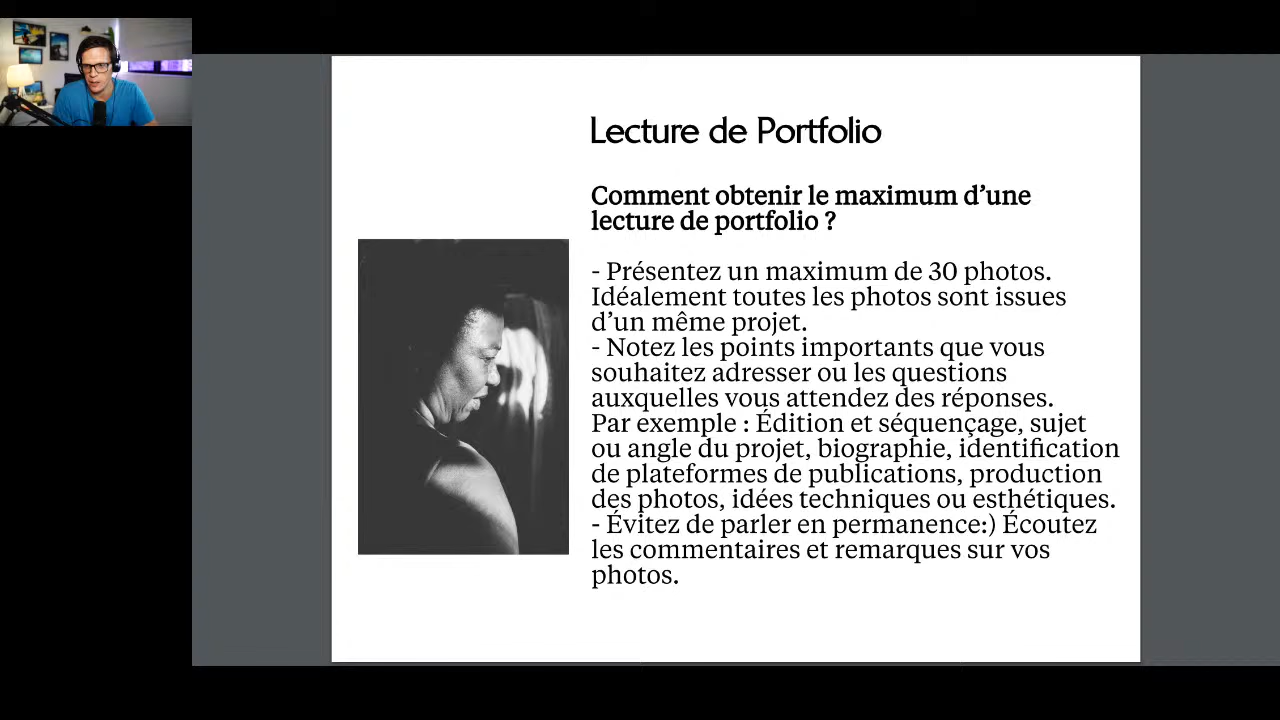 Lecture de Portfolio
Comment obtenir le maximum d’une
lecture de portfolio ?
- Présentez un maximum de 30 photos.
Idéalement toutes les photos sont issues
d’un même projet.
- Notez les points importants que vous
souhaitez adresser ou les questions
auxquelles vous attendez des réponses.
Par exemple : Édition et séquençage, sujet
ou angle du projet, biographie, identification
de plateformes de publications, production
des photos, idées techniques ou esthétiques.
- Évitez de parler en permanence:) Écoutez
les commentaires et remarques sur vos
photos.